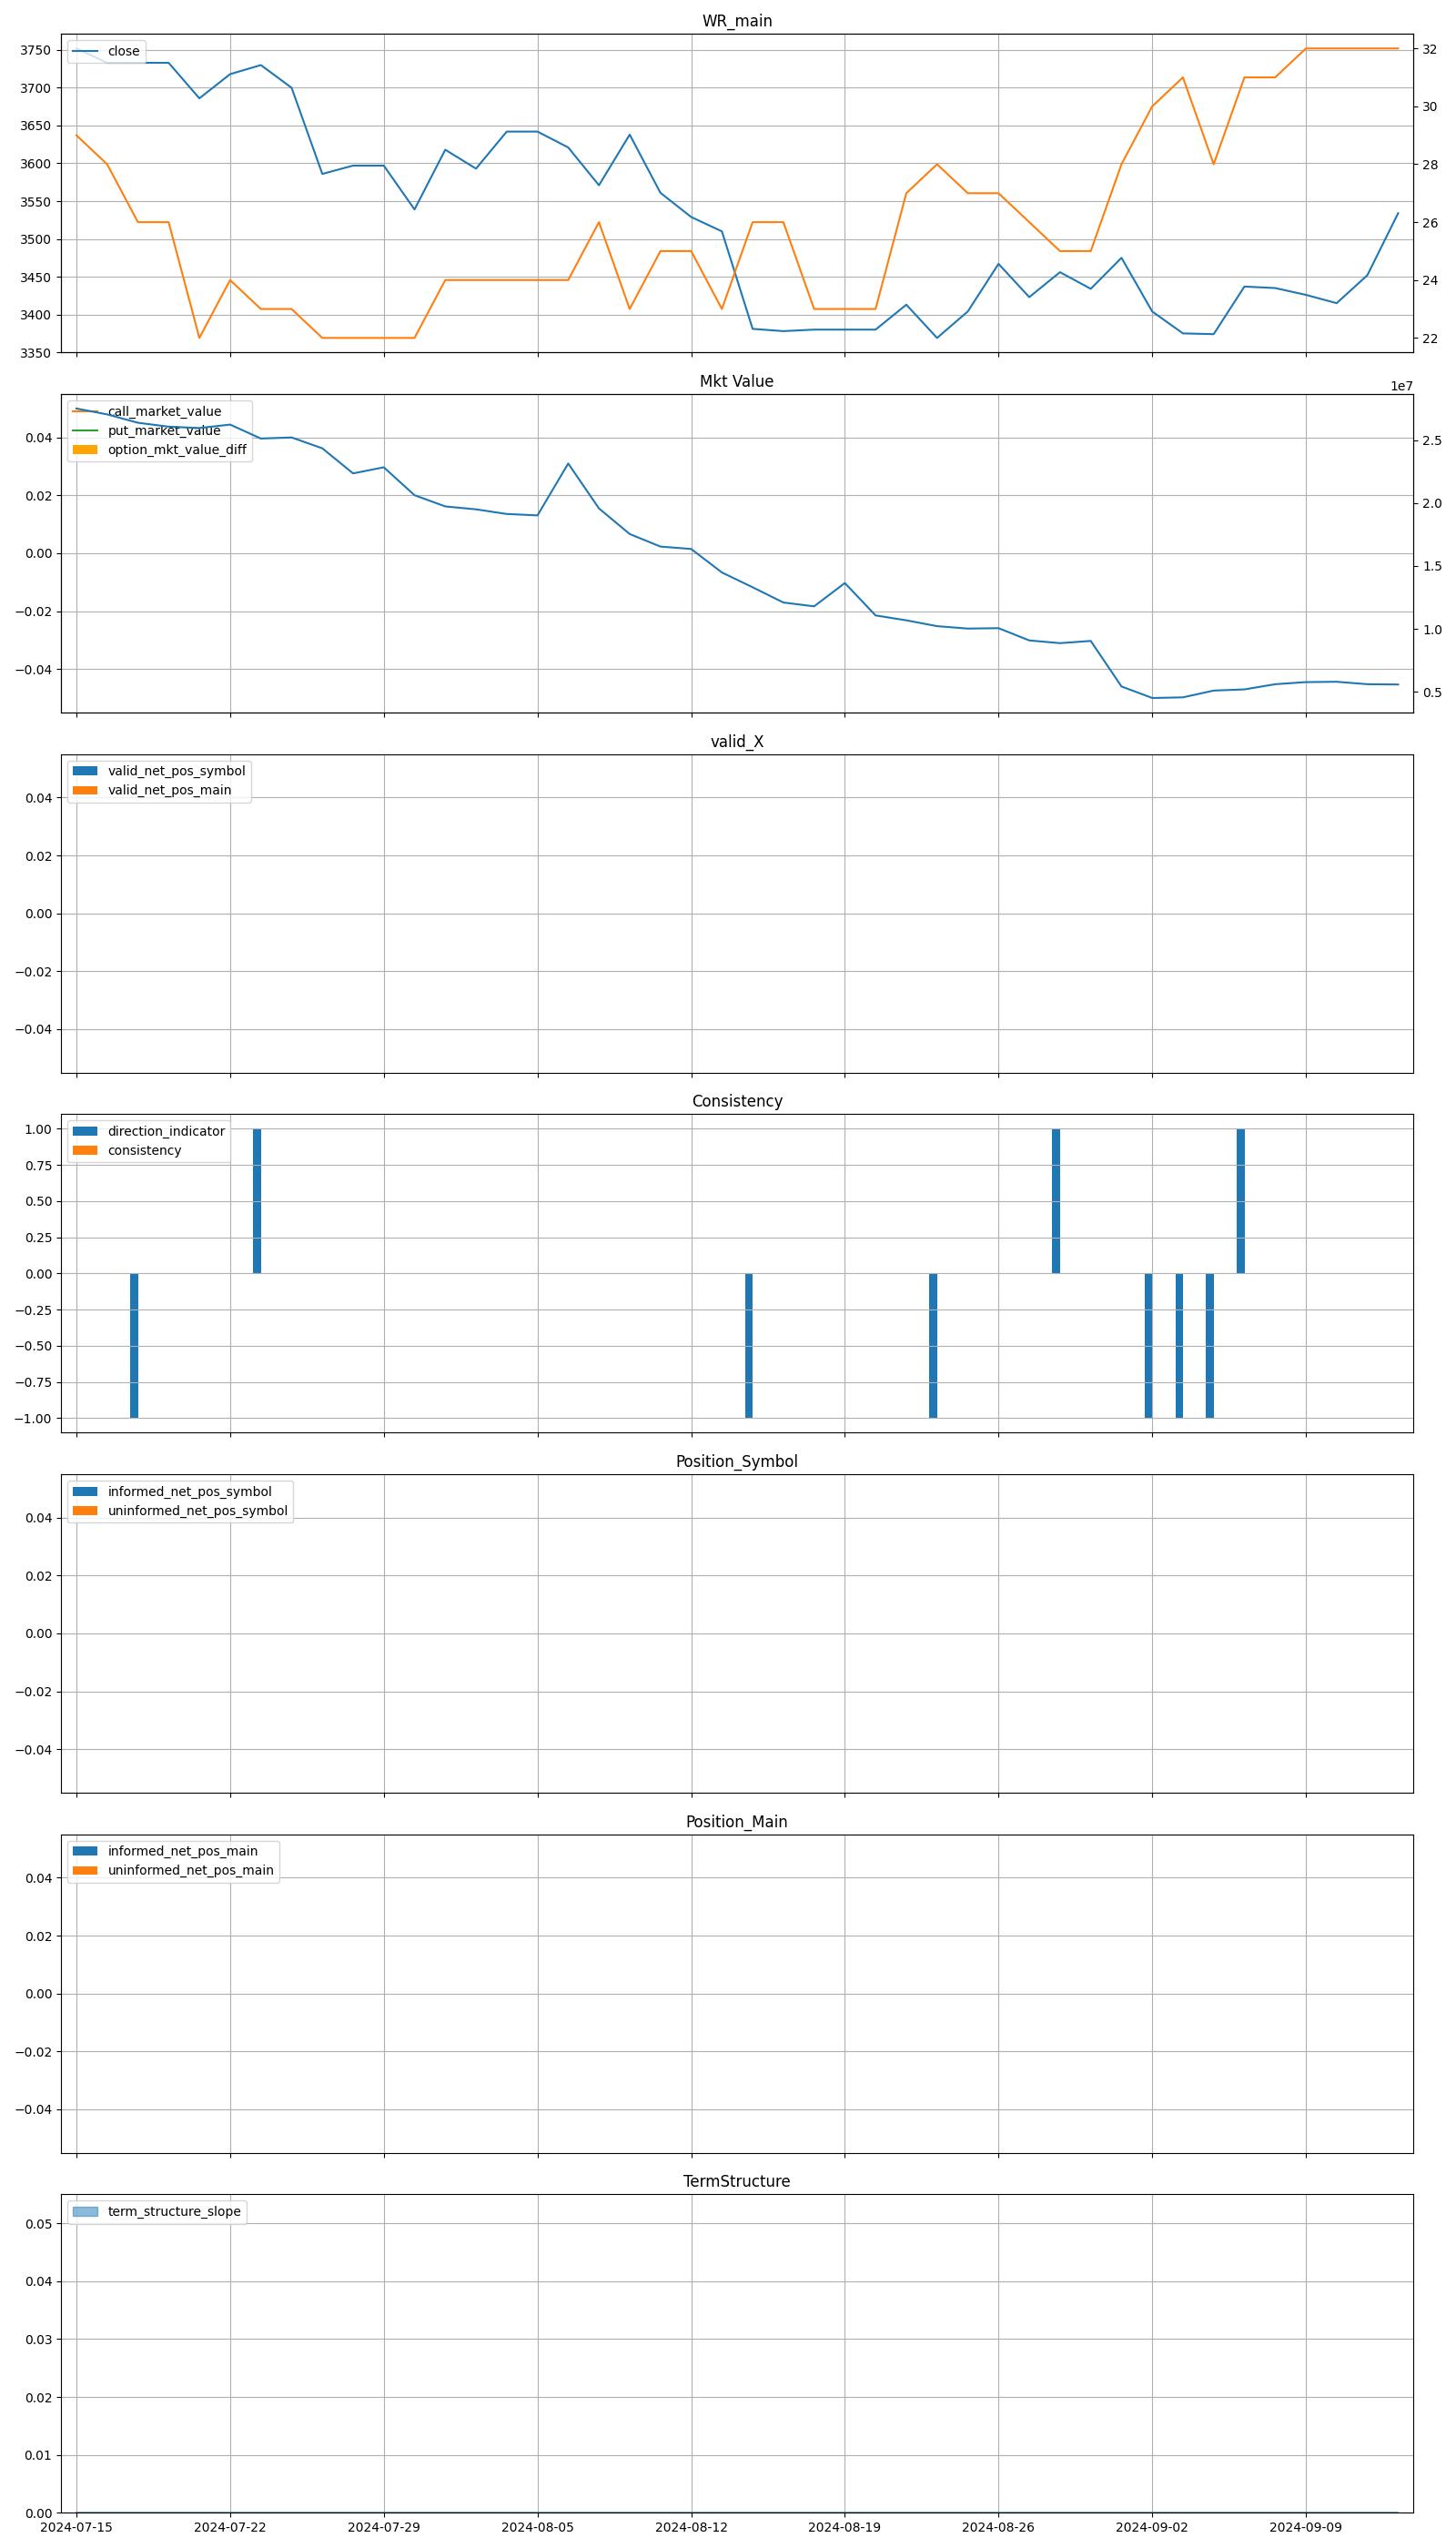 WR_main
close
3750
3700
3650
3600
3550
3500
3450
3400
3350
32
30
28
26
24
22
Mkt Value
1e7
call_market_value
put_market_value
option_mkt_value_diff
0.04
0.02
0.00
−0.02
−0.04
2.5
2.0
1.5
1.0
0.5
valid_X
valid_net_pos_symbol
valid_net_pos_main
0.04
0.02
0.00
−0.02
−0.04
Consistency
direction_indicator
consistency
1.00
0.75
0.50
0.25
0.00
−0.25
−0.50
−0.75
−1.00
Position_Symbol
informed_net_pos_symbol
uninformed_net_pos_symbol
0.04
0.02
0.00
−0.02
−0.04
Position_Main
informed_net_pos_main
uninformed_net_pos_main
0.04
0.02
0.00
−0.02
−0.04
TermStructure
term_structure_slope
0.05
0.04
0.03
0.02
0.01
0.00
2024-07-15 2024-07-22 2024-07-29 2024-08-05 2024-08-12 2024-08-19 2024-08-26 2024-09-02 2024-09-09